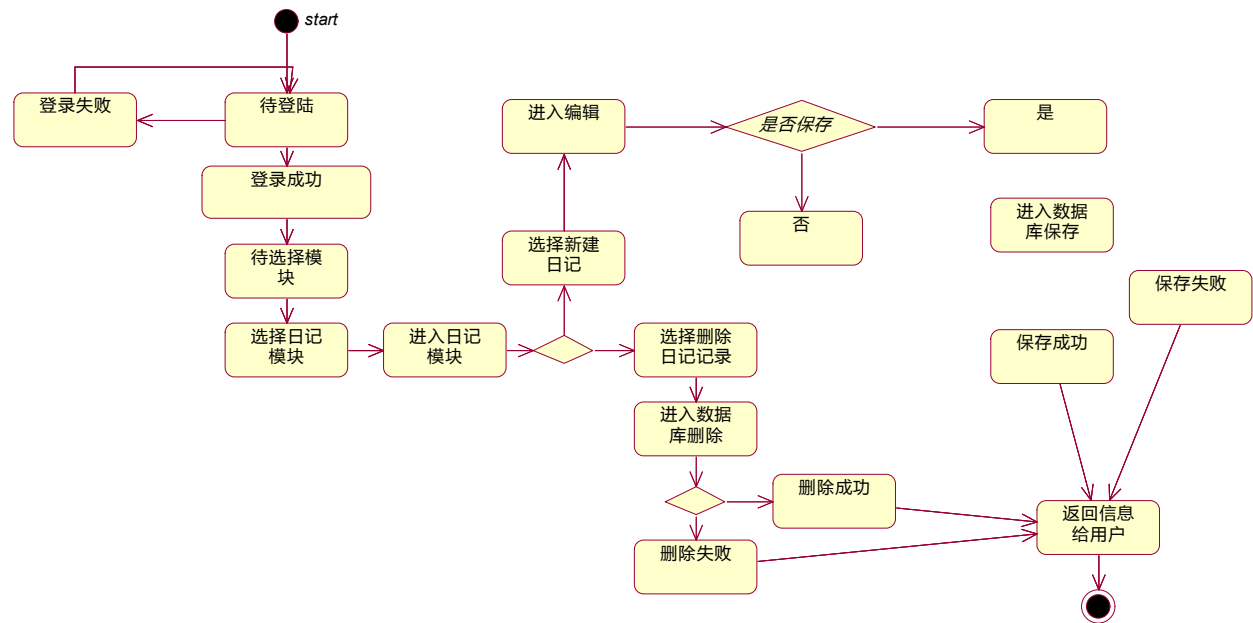 start
登录失败
待登陆
进入编辑
是否保存
是
登录成功
进入数据
库保存
否
选择新建
日记
待选择模
块
保存失败
选择日记
模块
进入日记
模块
选择删除
日记记录
保存成功
进入数据
库删除
删除成功
返回信息
给用户
删除失败